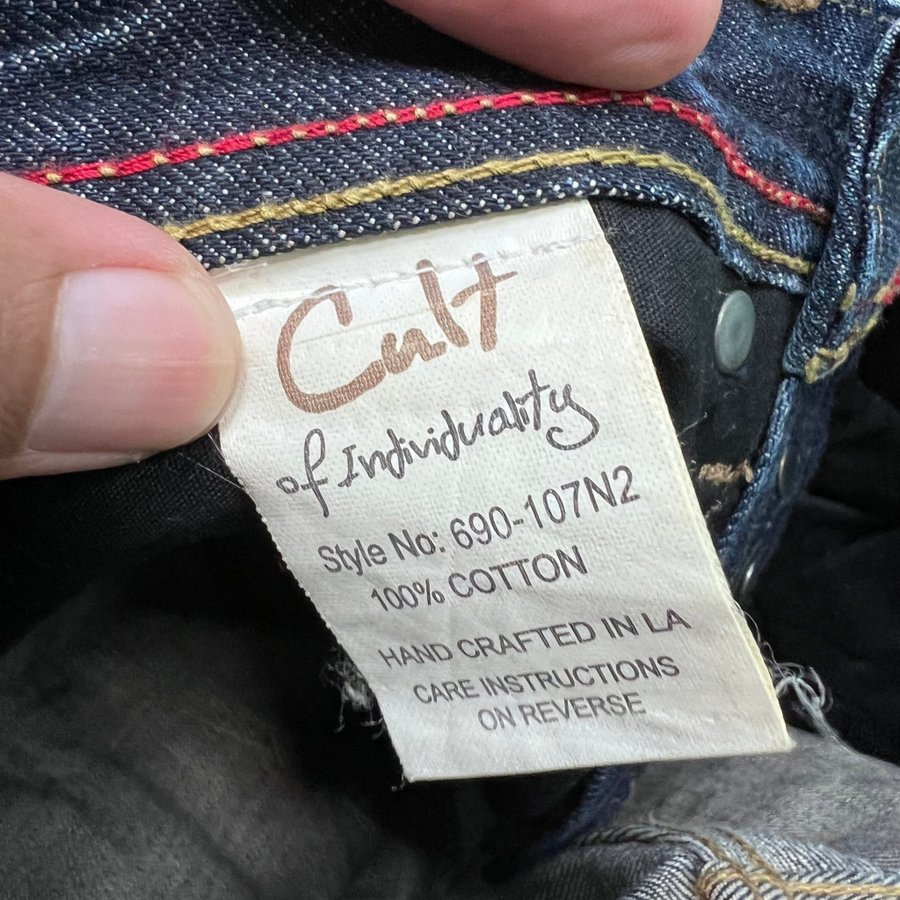 Cult
of Individuality
Style No: 690-107N2
100% COTTON
HAND CRAFTED IN LA
CARE INSTRUCTIONS
ON REVERSE